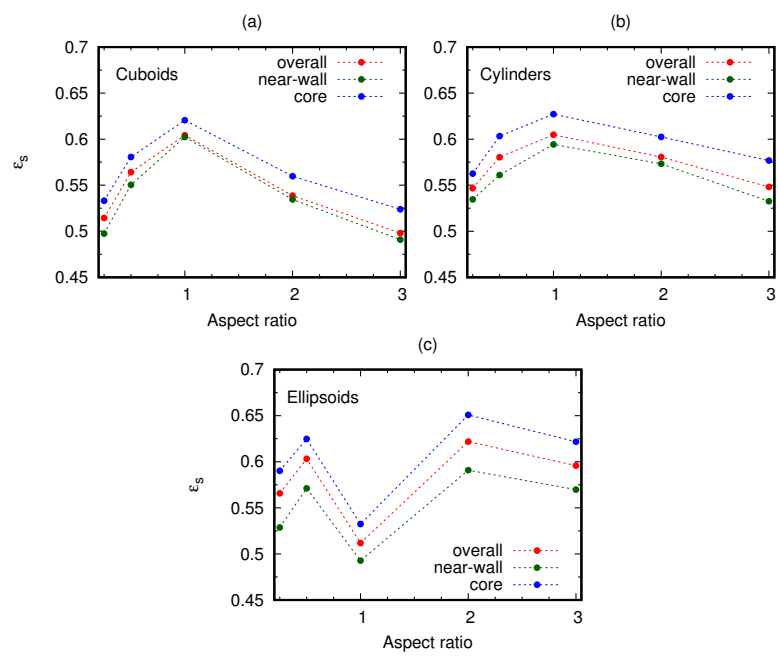 (a)
Cuboids
overall
near-wall
core
0.7
0.65
0.6
0.55
0.5
0.45
εs
1
2
3
Aspect ratio
(b)
Cylinders
overall
near-wall
core
0.7
0.65
0.6
0.55
0.5
0.45
1
2
3
Aspect ratio
(c)
Ellipsoids
0.7
0.65
0.6
0.55
0.5
0.45
εs
overall
near-wall
core
1
2
3
Aspect ratio